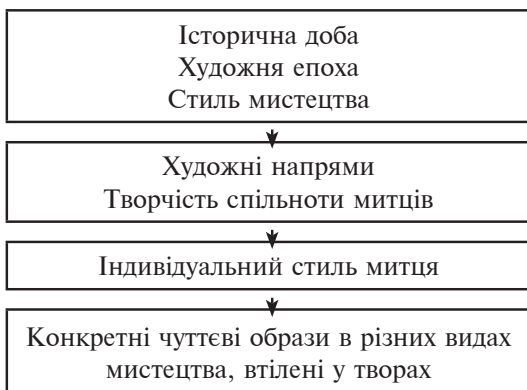 Історична доба
Художня епоха
Стиль мистецтва
Художні напрями
Творчість спільноти митців
Індивідуальний стиль митця
Конкретні чуттєві образи в різних видах
мистецтва, втілені у творах